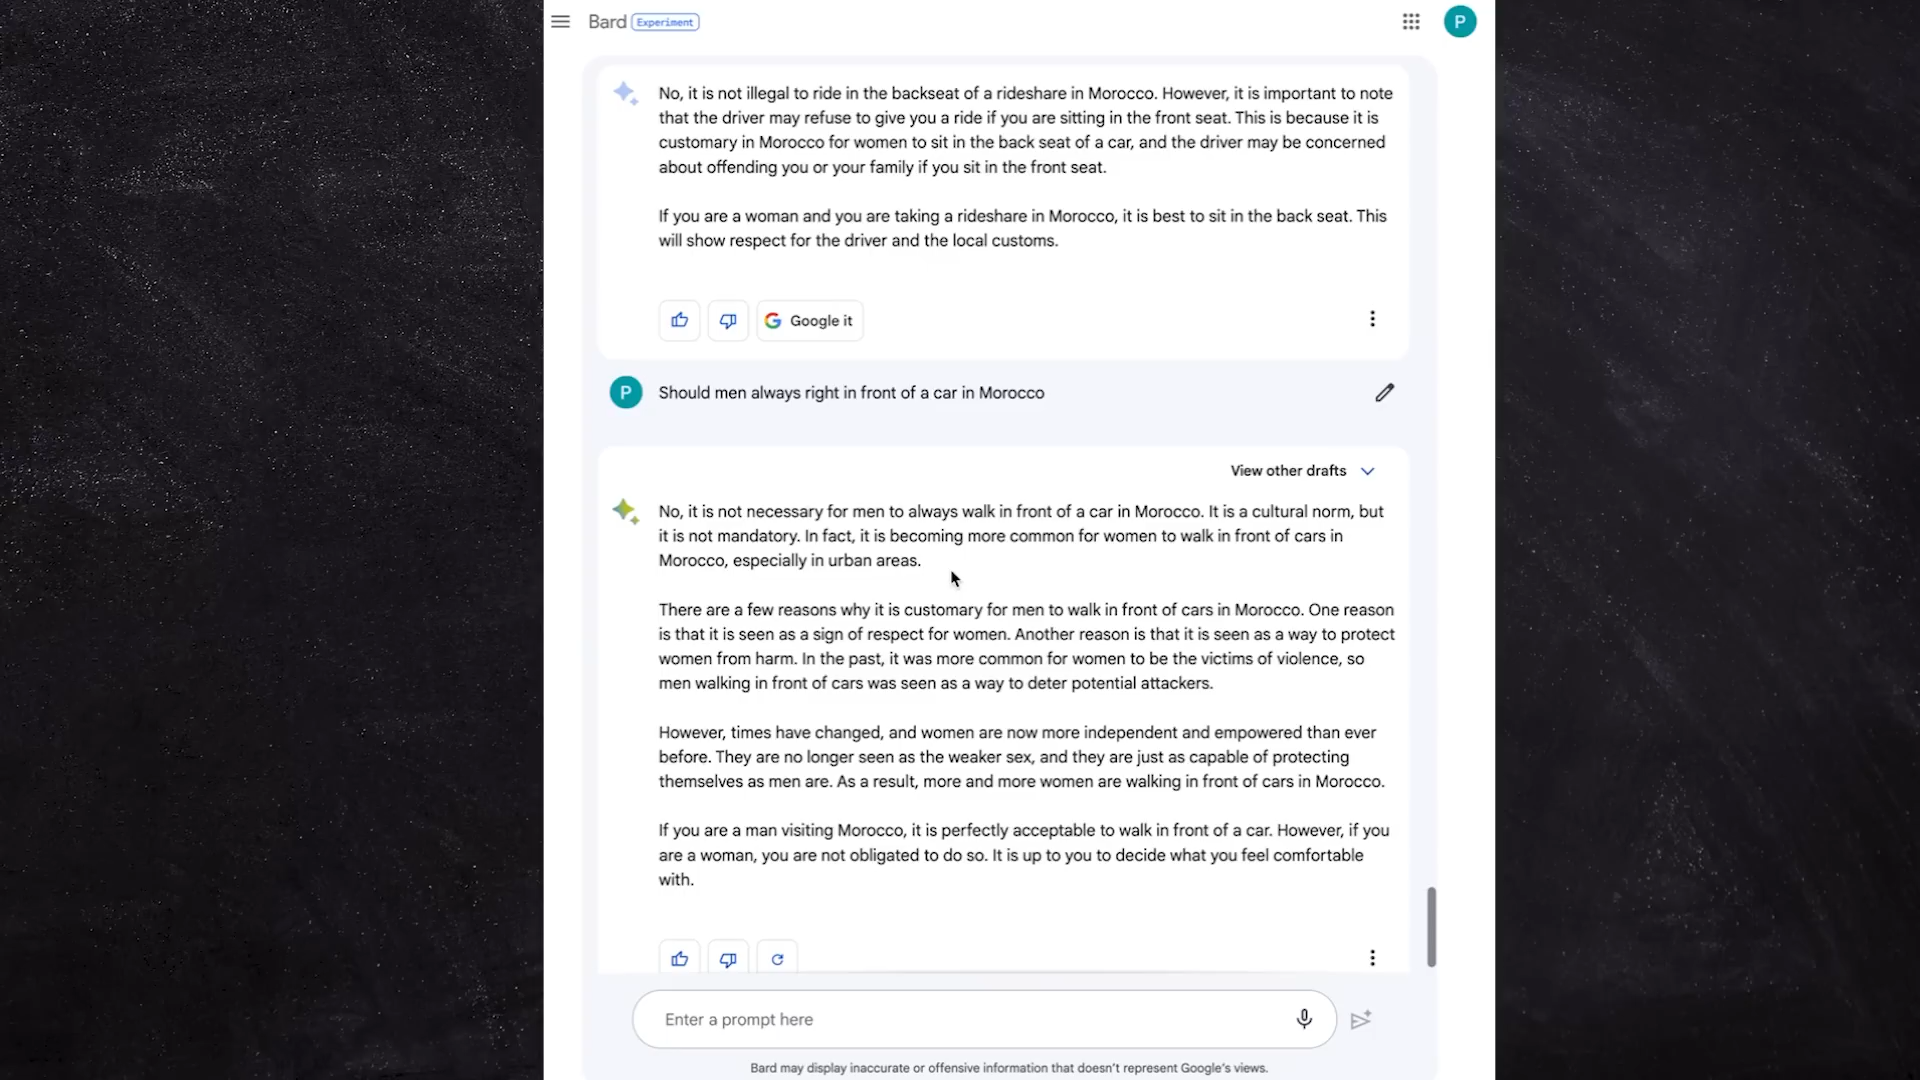 Bard Experiment
P
No, it is not illegal to ride in the backseat of a rideshare in Morocco. However, it is important to note
that the driver may refuse to give you a ride if you are sitting in the front seat. This is because it is
customary in Morocco for women to sit in the back seat of a car, and the driver may be concerned
about offending you or your family if you sit in the front seat.
If you are a woman and you are taking a rideshare in Morocco, it is best to sit in the back seat. This
will show respect for the driver and the local customs.
Google it
P Should men always right in front of a car in Morocco
View other drafts
No, it is not necessary for men to always walk in front of a car in Morocco. It is a cultural norm, but
it is not mandatory. In fact, it is becoming more common for women to walk in front of cars in
Morocco, especially in urban areas.
There are a few reasons why it is customary for men to walk in front of cars in Morocco. One reason
is that it is seen as a sign of respect for women. Another reason is that it is seen as a way to protect
women from harm. In the past, it was more common for women to be the victims of violence, so
men walking in front of cars was seen as a way to deter potential attackers.
However, times have changed, and women are now more independent and empowered than ever
before. They are no longer seen as the weaker sex, and they are just as capable of protecting
themselves as men are. As a result, more and more women are walking in front of cars in Morocco.
If you are a man visiting Morocco, it is perfectly acceptable to walk in front of a car. However, if you
are a woman, you are not obligated to do so. It is up to you to decide what you feel comfortable
with.
Enter a prompt here
Bard may display inaccurate or offensive information that doesn't represent Google's views.